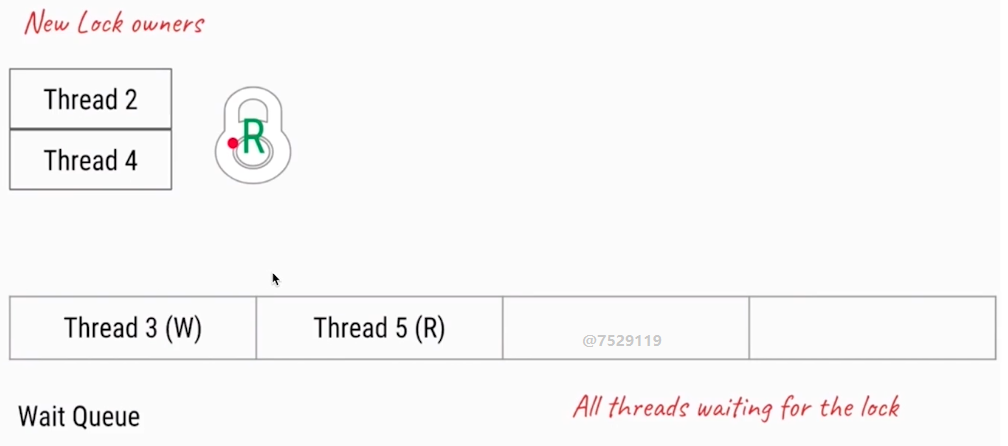 New Lock owners
Thread 2
Thread 4
R
Thread 3 (W)
Thread 5 (R)
@7529119
All threads waiting for the lock
Wait Queue